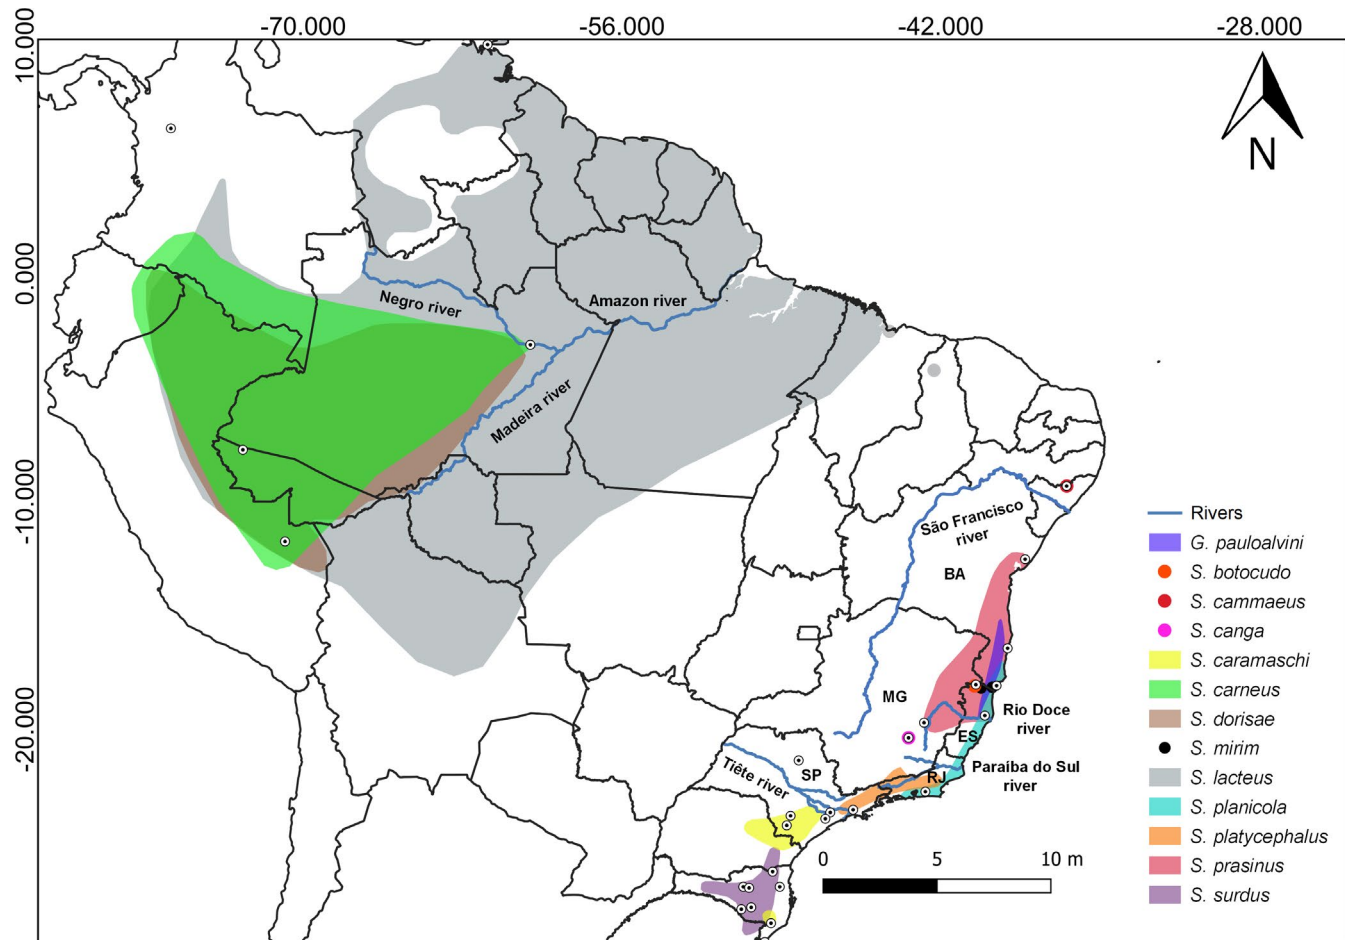 -70.000
-56.000
-42.000
-28.000
10.000
0.000
-10.000
-20.000
N
Negro river
Amazon river
Madeira river
São Francisco
river
BA
MG
Rio Doce
river
ES
Paraíba do Sul
river
RJ
SP
Tiête river
0
5
10 m
Rivers
G. pauloalvini
S. botocudo
S. cammaeus
S. canga
S. caramaschi
S. carneus
S. dorisae
S. mirim
S. lacteus
S. planicola
S. platycephalus
S. prasinus
S. surdus